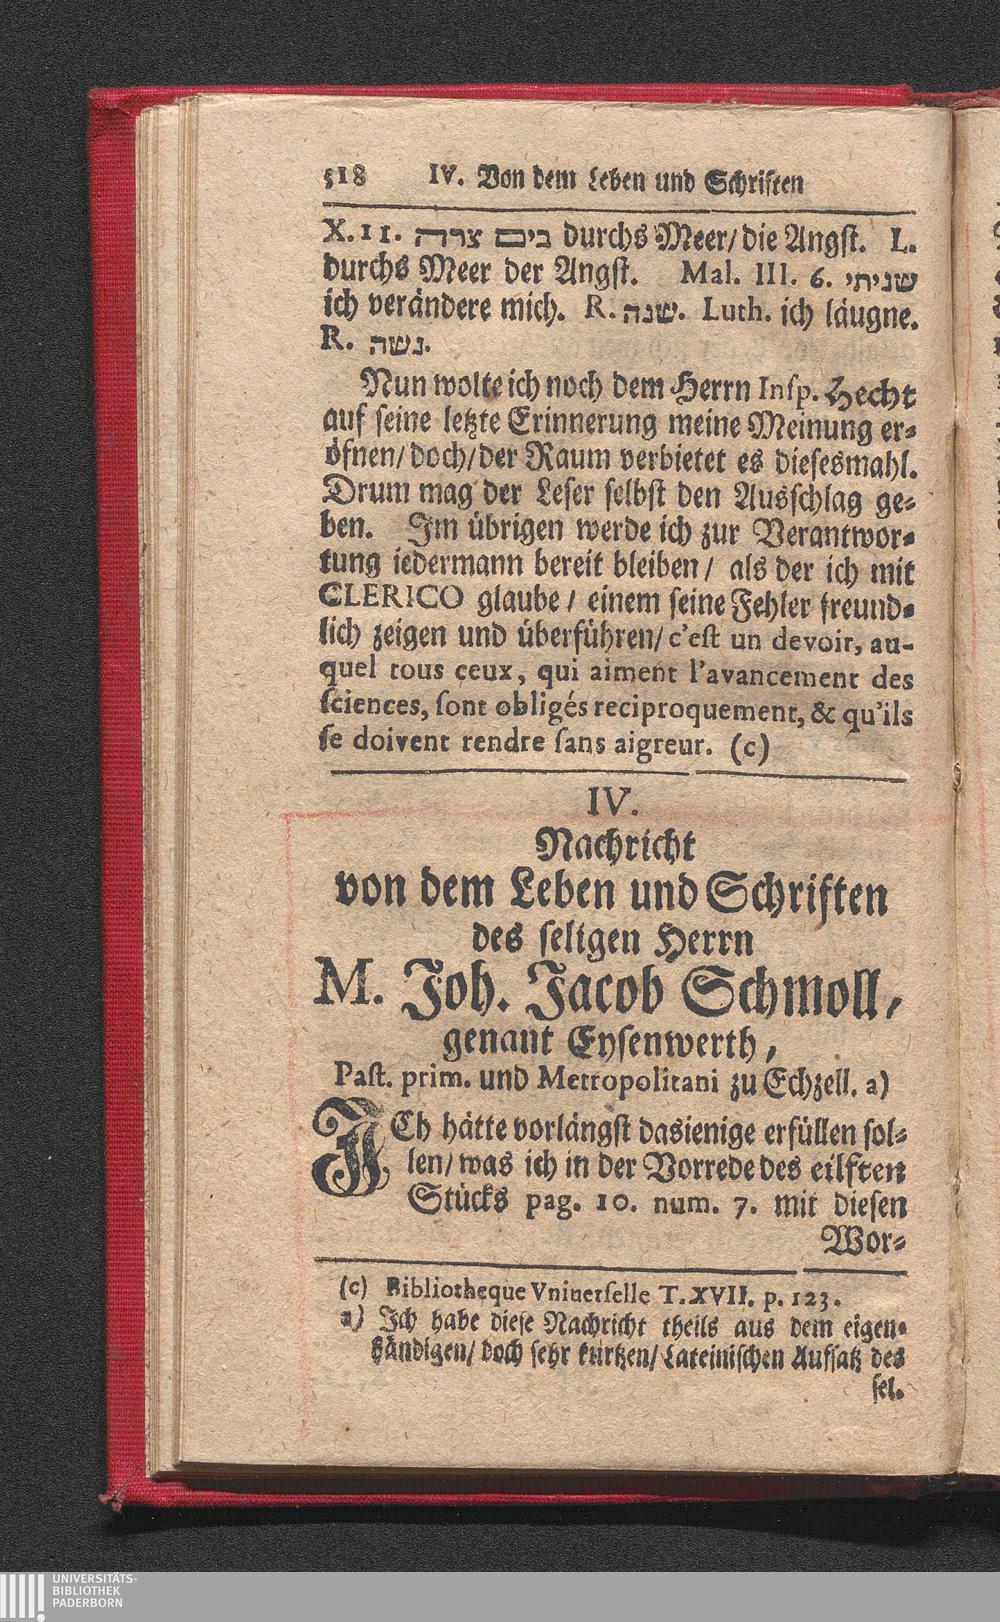 518 IV. Von dem Leben und Schriften
X. 11. בים צרה durchs Meer/ die Angst. L.
durchs Meer der Angst. Mal. III. 6. שניתי
ich verändere mich. R. שנה. Luth. ich läugne.
R. נשה.
Nun wolte ich noch dem Herrn Insp. Hecht
auf seine letzte Erinnerung meine Meinung er⸗
öfnen/ doch/ der Raum verbietet es diesesmahl.
Drum mag der Leser selbst den Ausschlag ge⸗
ben. Im übrigen werde ich zur Verantwor⸗
tung iedermann bereit bleiben/ als der ich mit
CLERICO glaube/ einem seine Fehler freund⸗
lich zeigen und überführen/ c'est un devoir, au-
quel tous ceux, qui aiment l'avancement des
sciences, sont obligés reciproquement, & qu'ils
se doivent rendre sans aigreur. (c)
IV.
Nachricht
von dem Leben und Schriften
des seligen Herrn
M. Joh. Jacob Schmoll,
genant Eysenwerth,
Past. prim. und Metropolitani zu Echzell. a)
ICh hätte vorlängst dasienige erfüllen sol⸗
len/ was ich in der Vorrede des eilften
Stücks pag. 10. num. 7. mit diesen
Wor⸗
(c) Bibliotheque Vniuerselle T. XVII. p. 123.
a) Ich habe diese Nachricht theils aus dem eigen⸗
händigen/ doch sehr kurtzen/ Lateinischen Aufsatz des
sel.
UNIVERSITÄTS-
BIBLIOTHEK
PADERBORN